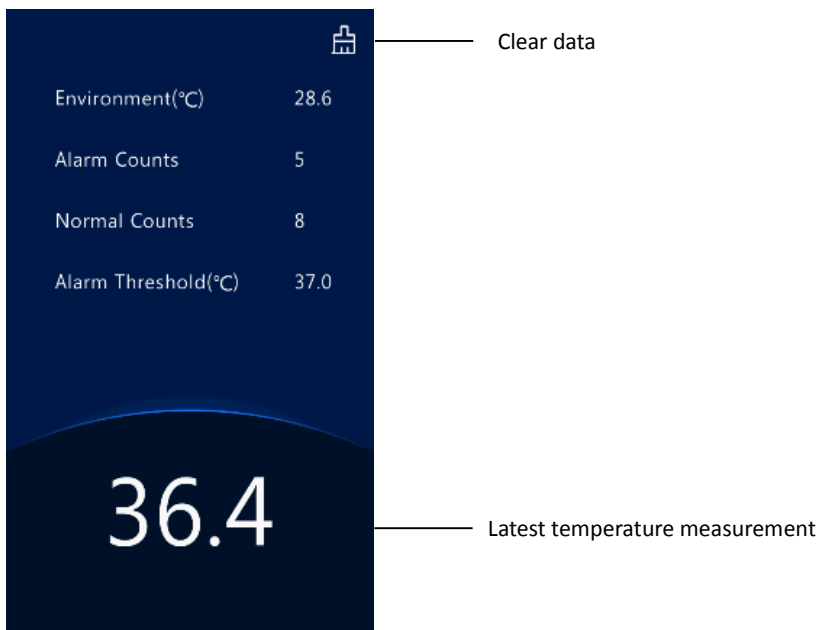 Clear data
Environment(℃) 28.6
Alarm Counts 5
Normal Counts 8
Alarm Threshold(℃) 37.0
36.4
Latest temperature measurement